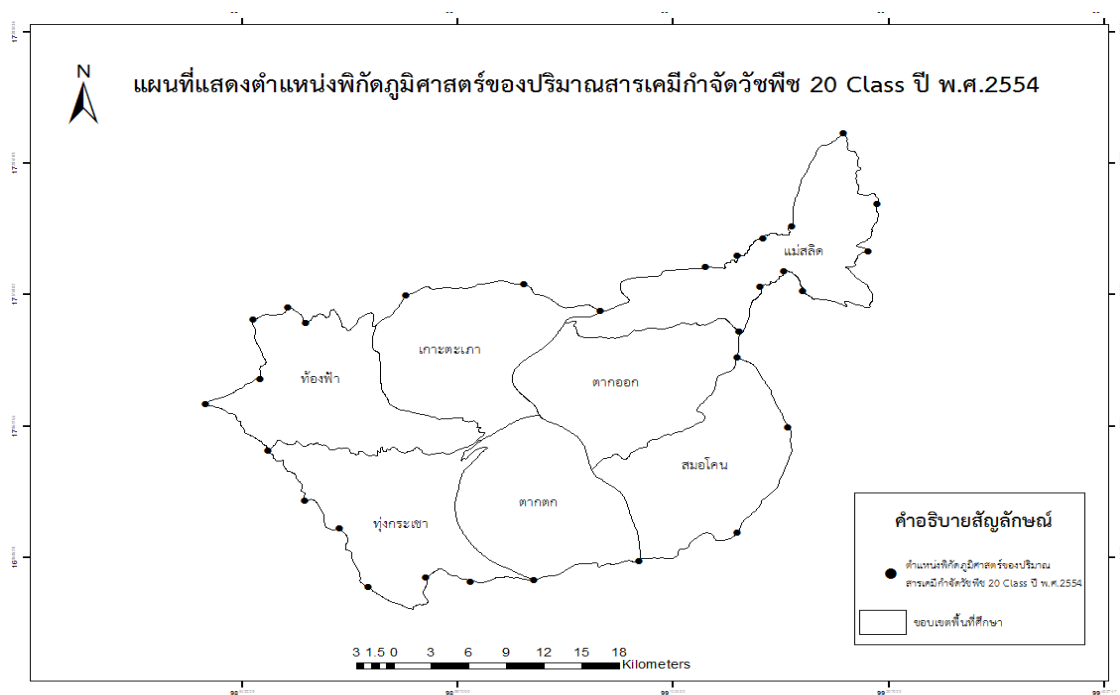 แผนที่แสดงตำแหน่งพิกัดภูมิศาสตร์ของปริมาณสารเคมีกำจัดวัชพืช 20 Class ปี พ.ศ.2554
N
แม่สลิด
เกาะตะเภา
ท้องฟ้า
ตากออก
สมอโคน
ตากตก
ทุ่งกระเชา
คำอธิบายสัญลักษณ์
ตำแหน่งพิกัดภูมิศาสตร์ของปริมาณ
สารเคมีกำจัดวัชพืช 20 Class ปี พ.ศ.2554
ขอบเขตพื้นที่ศึกษา
3 1.5 0 3 6 9 12 15 18
Kilometers